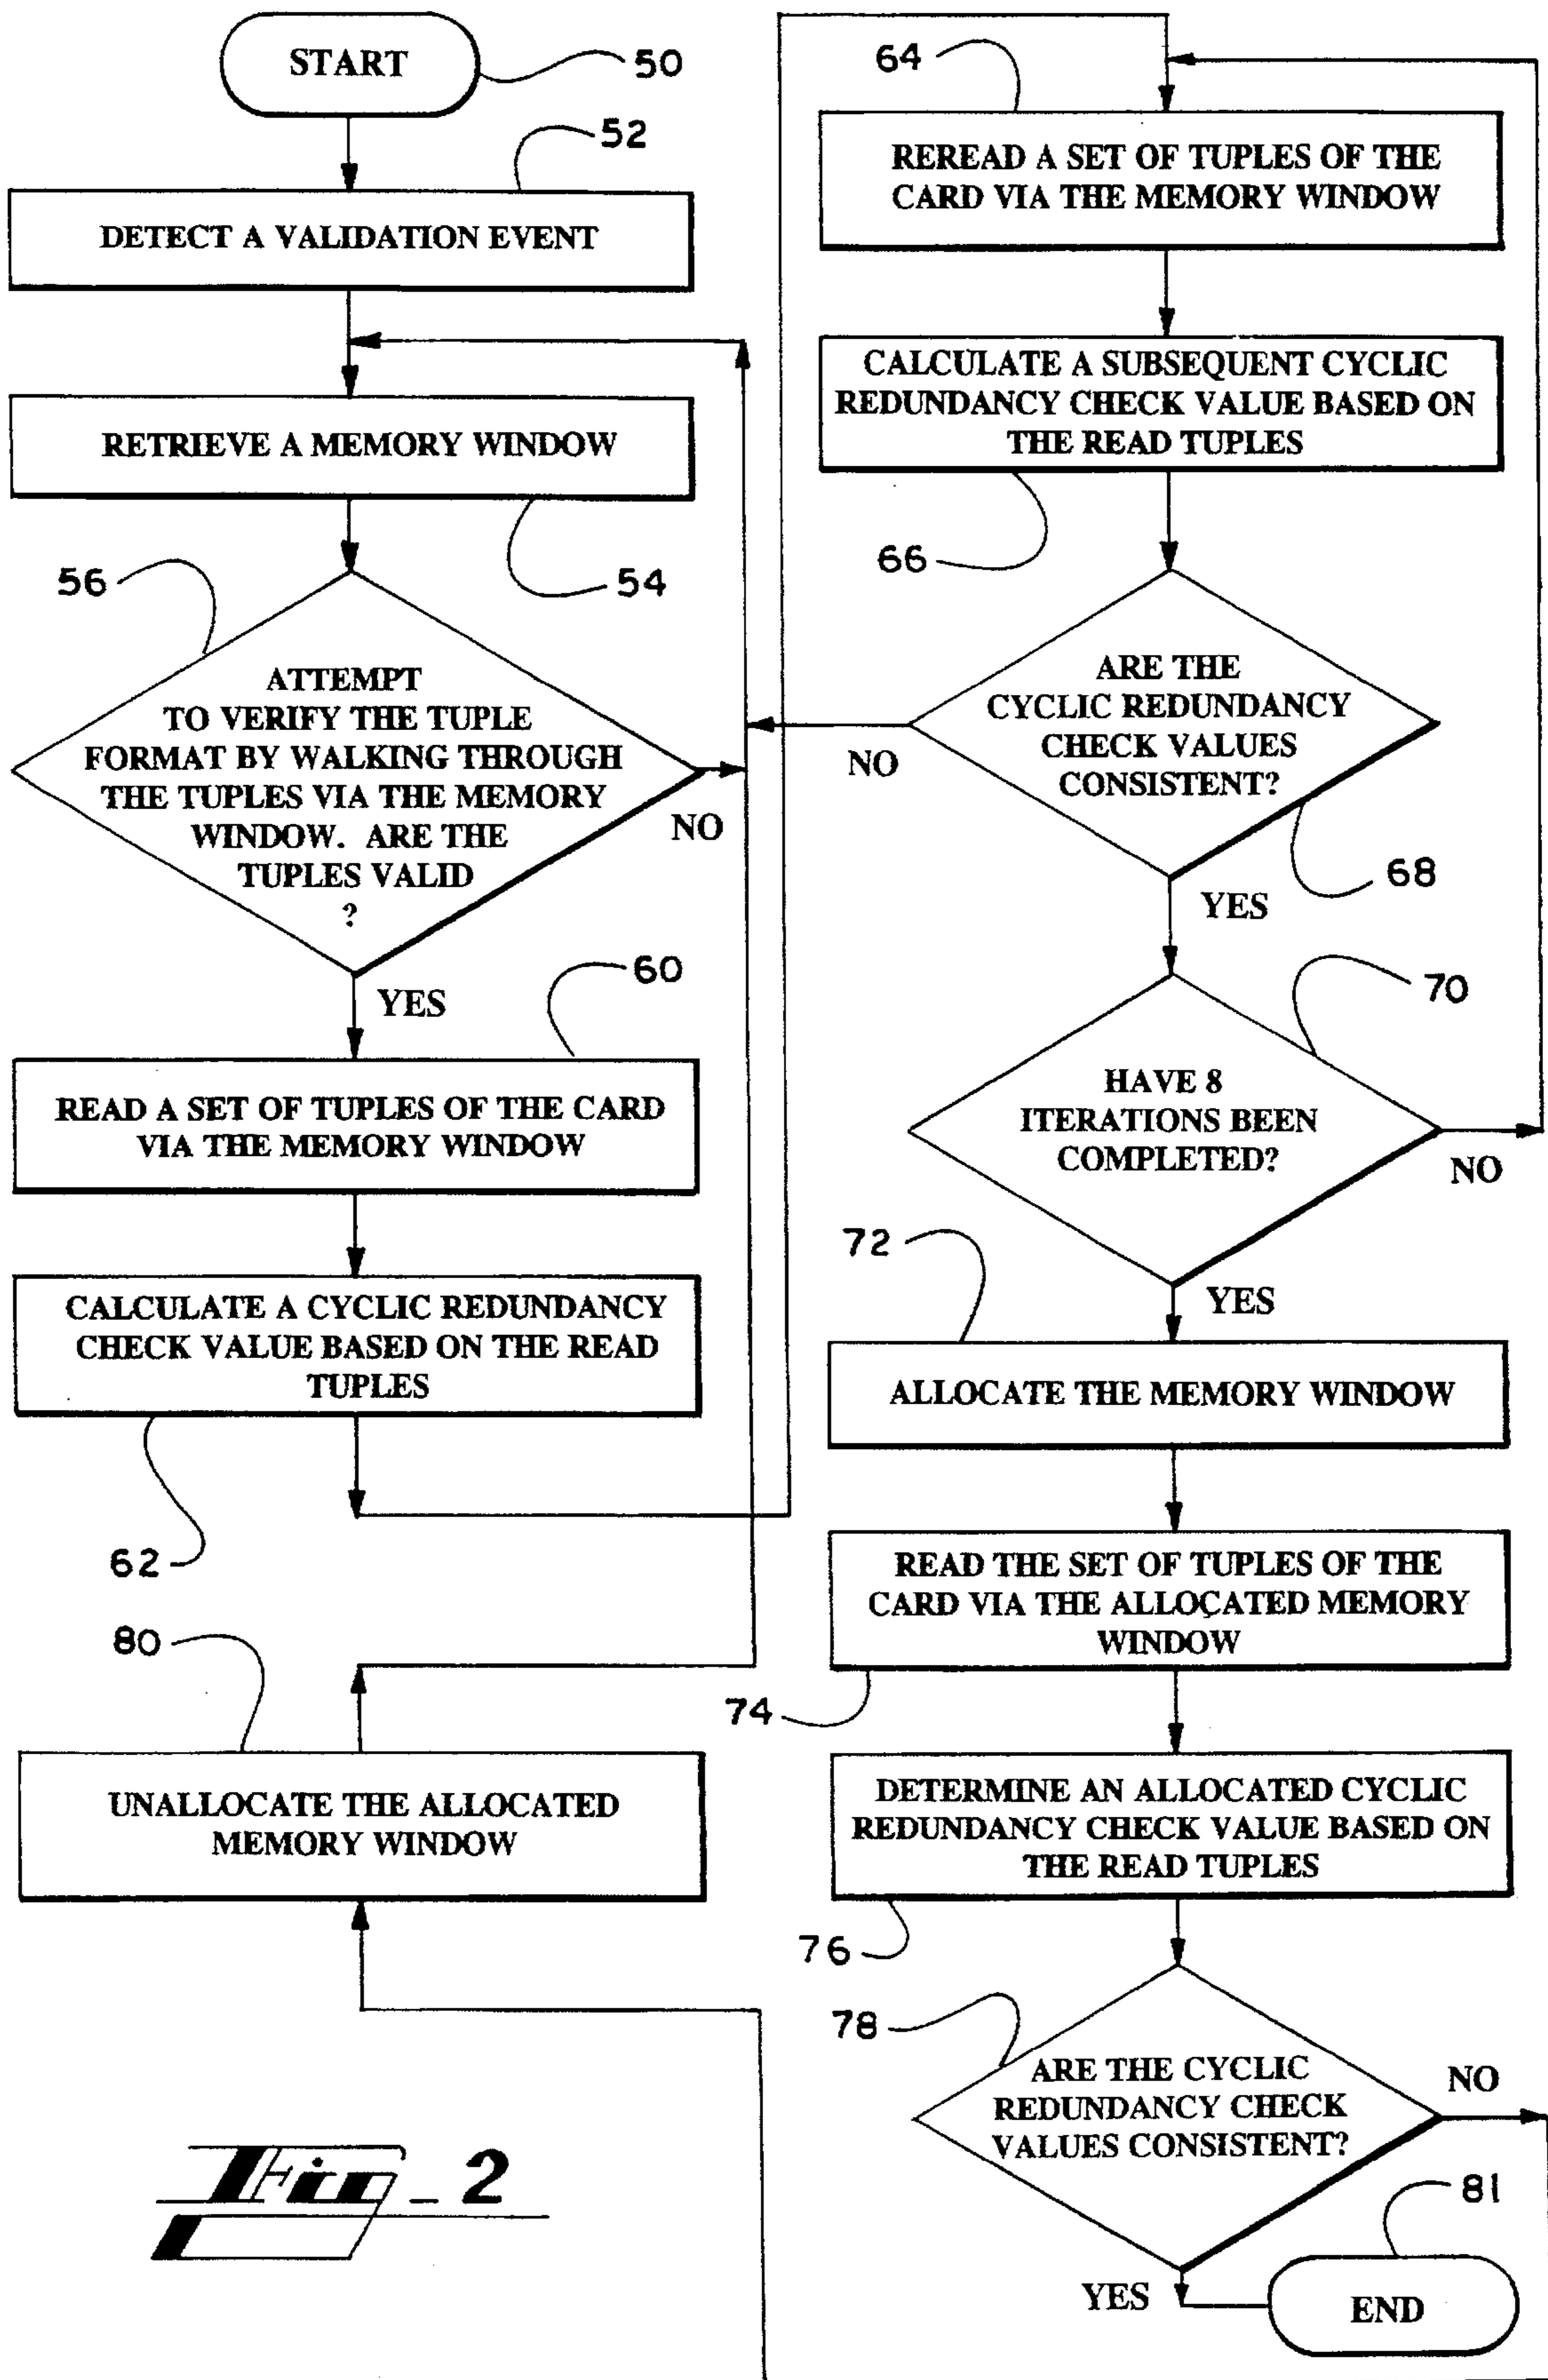 START
50
52
DETECT A VALIDATION EVENT
RETRIEVE A MEMORY WINDOW
54
56
ATTEMPT
TO VERIFY THE TUPLE
FORMAT BY WALKING THROUGH
THE TUPLES VIA THE MEMORY
WINDOW. ARE THE
TUPLES VALID
?
NO
YES
60
READ A SET OF TUPLES OF THE CARD
VIA THE MEMORY WINDOW
CALCULATE A CYCLIC REDUNDANCY
CHECK VALUE BASED ON THE READ
TUPLES
62
80
UNALLOCATE THE ALLOCATED
MEMORY WINDOW
64
REREAD A SET OF TUPLES OF THE
CARD VIA THE MEMORY WINDOW
CALCULATE A SUBSEQUENT CYCLIC
REDUNDANCY CHECK VALUE BASED ON
THE READ TUPLES
66
ARE THE
CYCLIC REDUNDANCY
CHECK VALUES
CONSISTENT?
NO
68
YES
70
HAVE 8
ITERATIONS BEEN
COMPLETED?
NO
72
YES
ALLOCATE THE MEMORY WINDOW
READ THE SET OF TUPLES OF THE
CARD VIA THE ALLOCATED MEMORY
WINDOW
74
DETERMINE AN ALLOCATED CYCLIC
REDUNDANCY CHECK VALUE BASED ON
THE READ TUPLES
76
78
ARE THE CYCLIC
REDUNDANCY CHECK
VALUES CONSISTENT?
NO
81
YES
END
Fig_2